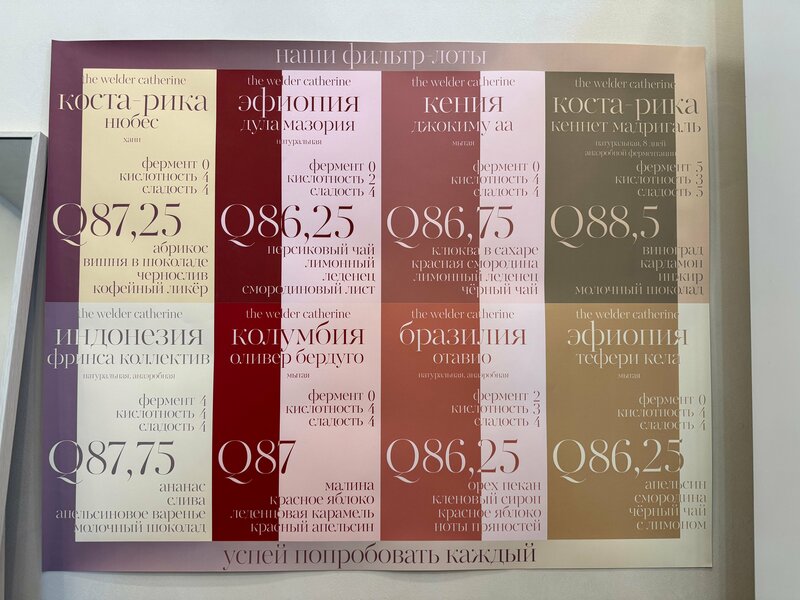 наши фильтр-лоты
the welder catherine
коста-рика
нюбес
хани
фермент 0
кислотность 4
сладость 4
Q87,25
абрикос
вишня в шоколаде
чернослив
кофейный ликёр
the welder catherine
эфиопия
дула мазория
натуральная
фермент 0
кислотность 2
сладость 4
Q86,25
персиковый чай
лимонный
леденец
смородиновый лист
the welder catherine
кения
джокиму аа
мытая
фермент 0
кислотность 4
сладость 4
Q86,75
клюква в сахаре
красная смородина
лимонный леденец
чёрный чай
the welder catherine
коста-рика
кеннет мадригаль
натуральная, 8 дней
анаэробной ферментации
фермент 5
кислотность 3
сладость 5
Q88,5
виноград
кардамон
инжир
молочный шоколад
the welder catherine
индонезия
фринса коллектив
натуральная, анаэробная
фермент 4
кислотность 4
сладость 4
Q87,75
ананас
слива
апельсиновое варенье
молочный шоколад
the welder catherine
колумбия
оливер бердуго
мытая
фермент 0
кислотность 4
сладость 4
Q87
малина
красное яблоко
леденцовая карамель
красный апельсин
the welder catherine
бразилия
отавио
натуральная, анаэробная
фермент 2
кислотность 3
сладость 4
Q86,25
орех пекан
кленовый сироп
красное яблоко
ноты пряностей
the welder catherine
эфиопия
тефери кела
мытая
фермент 0
кислотность 4
сладость 4
Q86,25
апельсин
смородина
чёрный чай
с лимоном
успей попробовать каждый